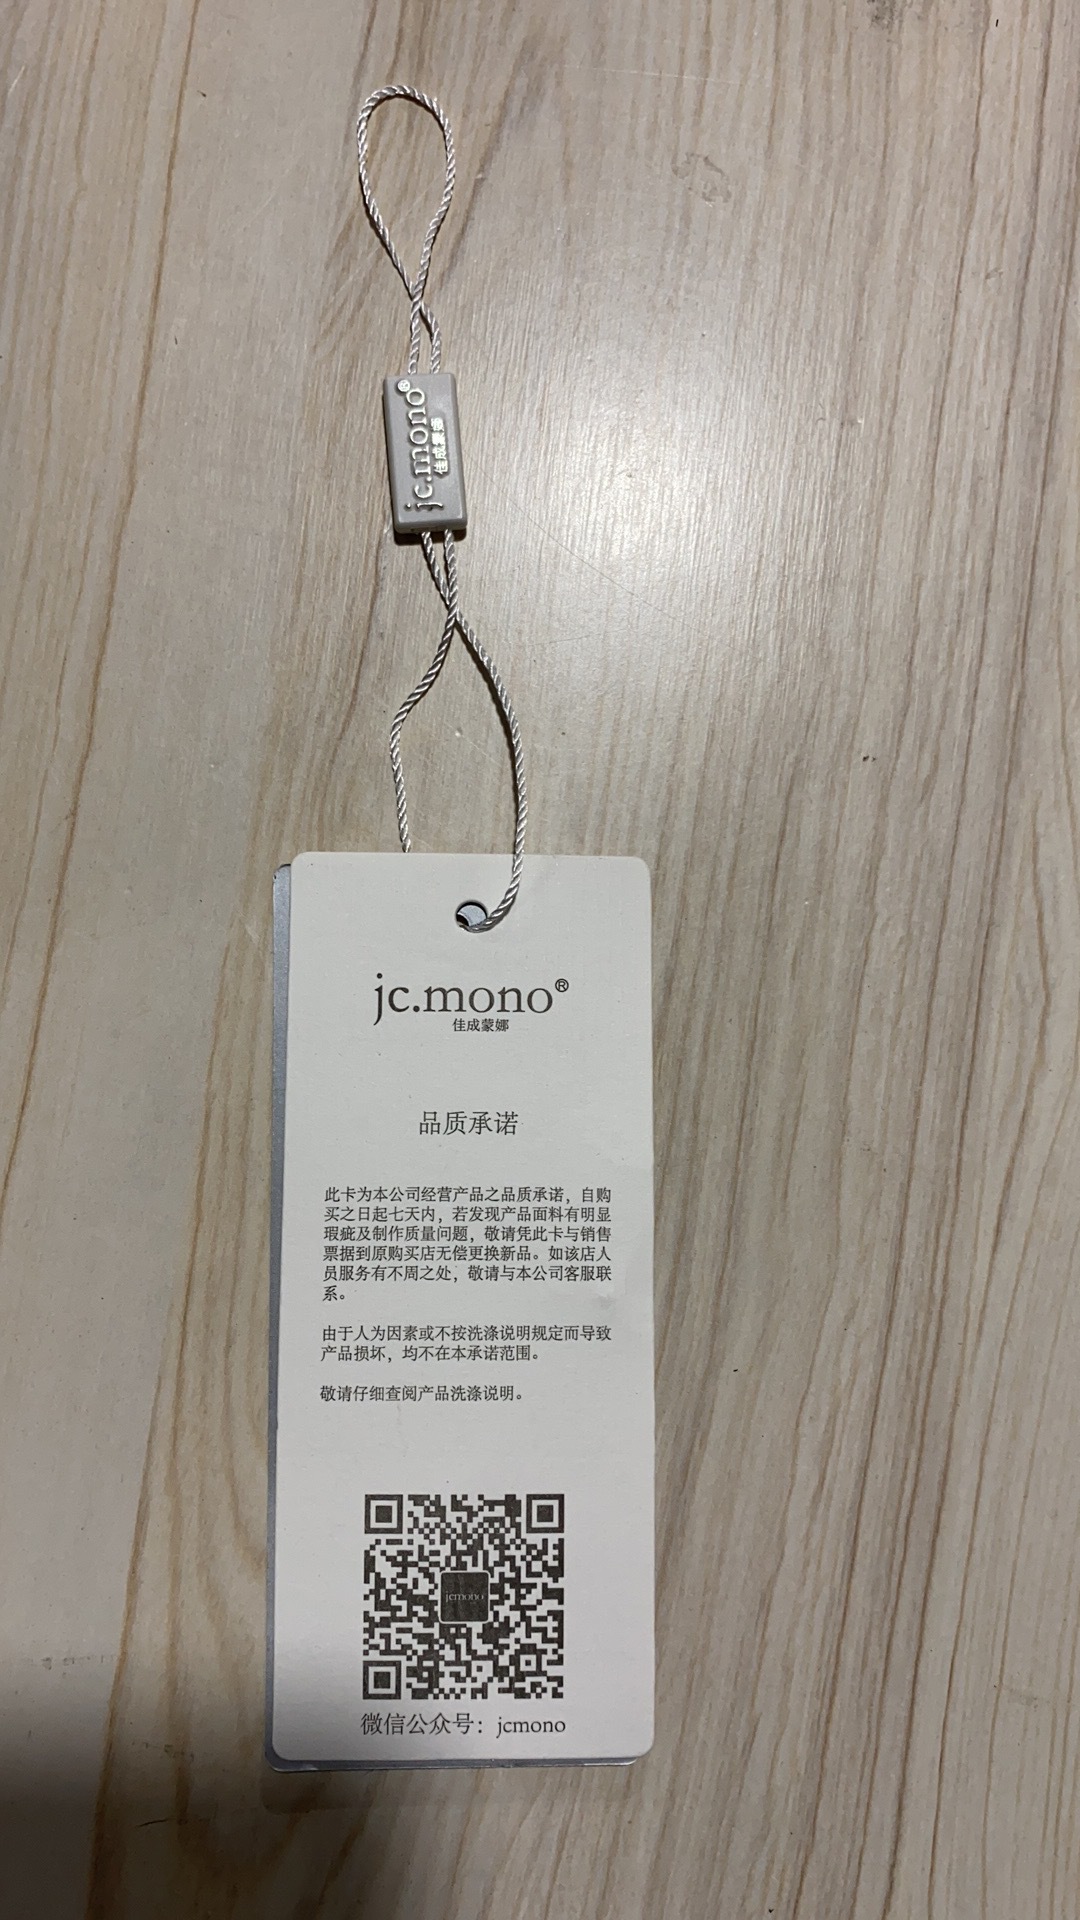 jc.mono®
佳成蒙娜
jc.mono®
佳成蒙娜
品质承诺
此卡为本公司经营产品之品质承诺，自购
买之日起七天内，若发现产品面料有明显
瑕疵及制作质量问题，敬请凭此卡与销售
票据到原购买店无偿更换新品。如该店人
员服务有不周之处，敬请与本公司客服联
系。
由于人为因素或不按洗涤说明规定而导致
产品损坏，均不在本承诺范围。
敬请仔细查阅产品洗涤说明。
jcmono
微信公众号：jcmono